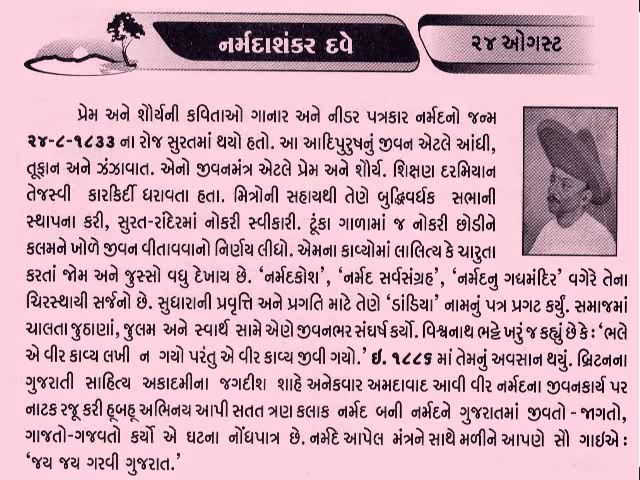 નર્મદાશંકર દવે
૨૪ ઓગસ્ટ
પ્રેમ અને શૌર્યની કવિતાઓ ગાનાર અને નીડર પત્રકાર નર્મદનો જન્મ
૨૪-૮-૧૮૩૩ ના રોજ સુરતમાં થયો હતો. આ આદિપુરુષનું જીવન એટલે આંધી,
તૂફાન અને ઝંઝાવાત. એનો જીવનમંત્ર એટલે પ્રેમ અને શૌર્ય. શિક્ષણ દરમિયાન
તેજસ્વી કારકિર્દી ધરાવતા હતા. મિત્રોની સહાયથી તેણે બુદ્ધિવર્ધક સભાની
સ્થાપના કરી, સુરત-રાંદેરમાં નોકરી સ્વીકારી. ટૂંકા ગાળામાં જ નોકરી છોડીને
કલમને ખોળે જીવન વીતાવવાનો નિર્ણય લીધો. એમના કાવ્યોમાં લાલિત્ય કે ચારુતા
કરતાં જોમ અને જુસ્સો વધુ દેખાય છે. ‘નર્મદકોશ’, ‘નર્મદ સર્વસંગ્રહ’, ‘નર્મદનુ ગદ્યમંદિર’ વગેરે તેના
ચિરસ્થાયી સર્જનો છે. સુધારાની પ્રવૃત્તિ અને પ્રગતિ માટે તેણે ‘ડાંડિયા’ નામનું પત્ર પ્રગટ કર્યું. સમાજમાં
ચાલતા જુઠાણાં, જુલમ અને સ્વાર્થ સામે એણે જીવનભર સંઘર્ષ કર્યો. વિશ્વનાથ ભટ્ટે ખરું જ કહ્યું છે કે : ‘ભલે
એ વીર કાવ્ય લખી ન ગયો પરંતુ એ વીર કાવ્ય જીવી ગયો.’ ઇ. ૧૮૮૬ માં તેમનું અવસાન થયું. બ્રિટનના
ગુજરાતી સાહિત્ય અકાદમીના જગદીશ શાહે અનેકવાર અમદાવાદ આવી વીર નર્મદના જીવનકાર્ય પર
નાટક રજૂ કરી હૂબહૂ અભિનય આપી સતત ત્રણ કલાક નર્મદ બની નર્મદને ગુજરાતમાં જીવતો - જાગતો,
ગાજતો-ગજવતો કર્યો એ ઘટના નોંધપાત્ર છે. નર્મદે આપેલ મંત્રને સાથે મળીને આપણે સૌ ગાઇએ :
‘જય જય ગરવી ગુજરાત.’